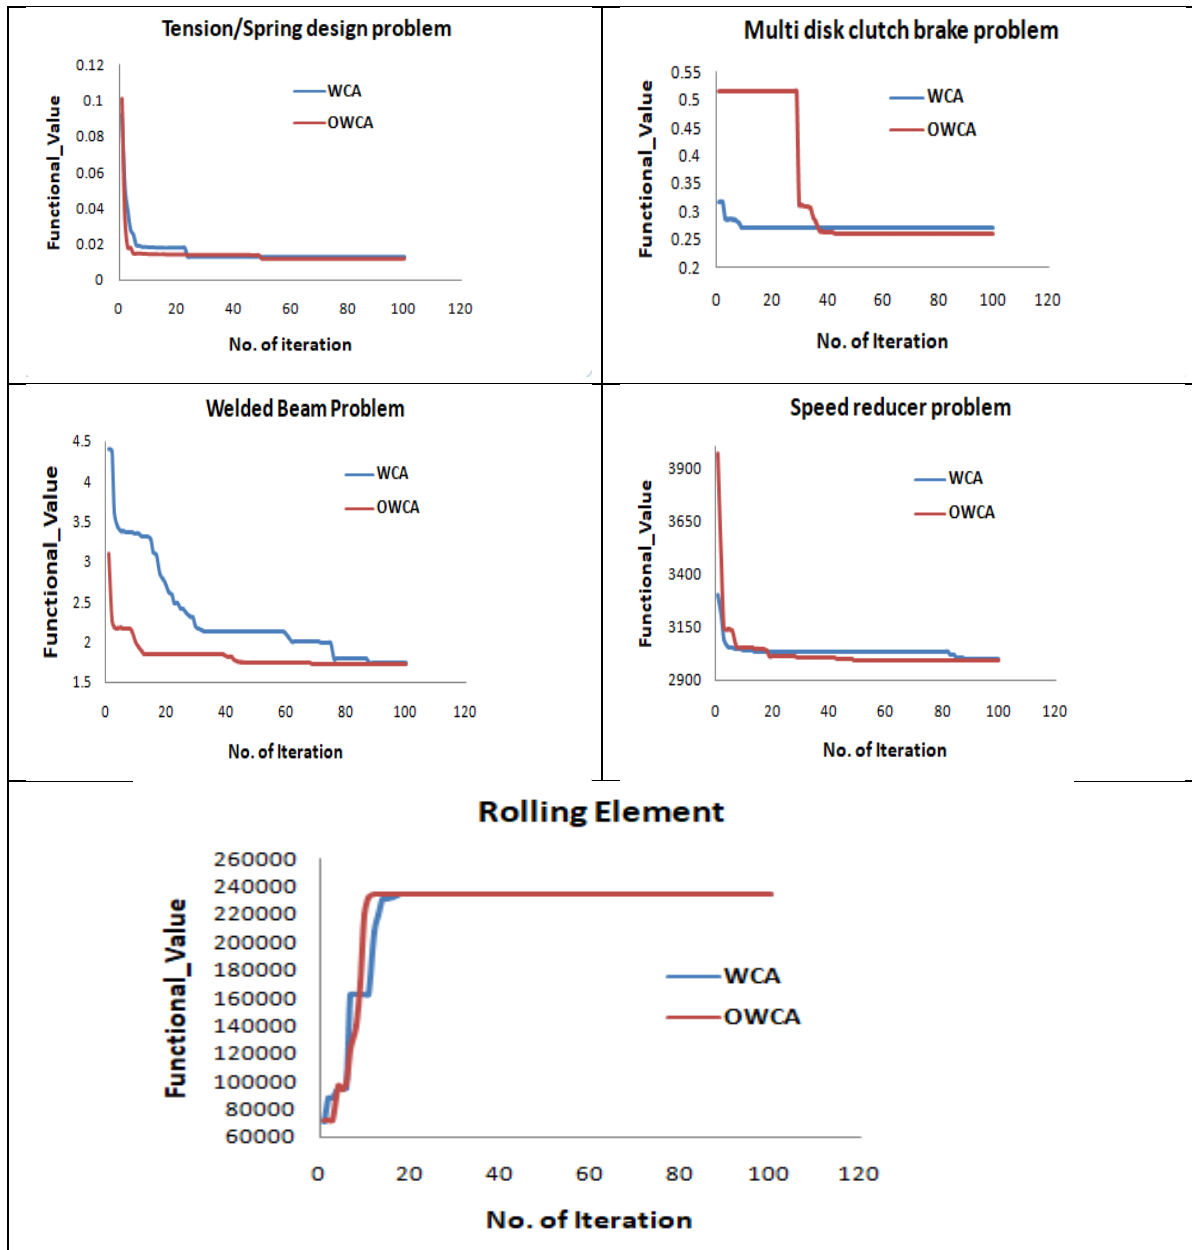 Tension/Spring design problem
Functional_Value
0.12
0.1
0.08
0.06
0.04
0.02
0
WCA
OWCA
0 20 40 60 80 100 120
No. of iteration
Multi disk clutch brake problem
Functional_Value
0.55
0.5
0.45
0.4
0.35
0.3
0.25
0.2
WCA
OWCA
0 20 40 60 80 100 120
No. of Iteration
Welded Beam Problem
Functional_Value
4.5
4
3.5
3
2.5
2
1.5
WCA
OWCA
0 20 40 60 80 100 120
No. of Iteration
Speed reducer problem
Functional_Value
3900
3650
3400
3150
2900
WCA
OWCA
0 20 40 60 80 100 120
No. of Iteration
Rolling Element
Functional_Value
260000
240000
220000
200000
180000
160000
140000
120000
100000
80000
60000
WCA
OWCA
0 20 40 60 80 100 120
No. of Iteration